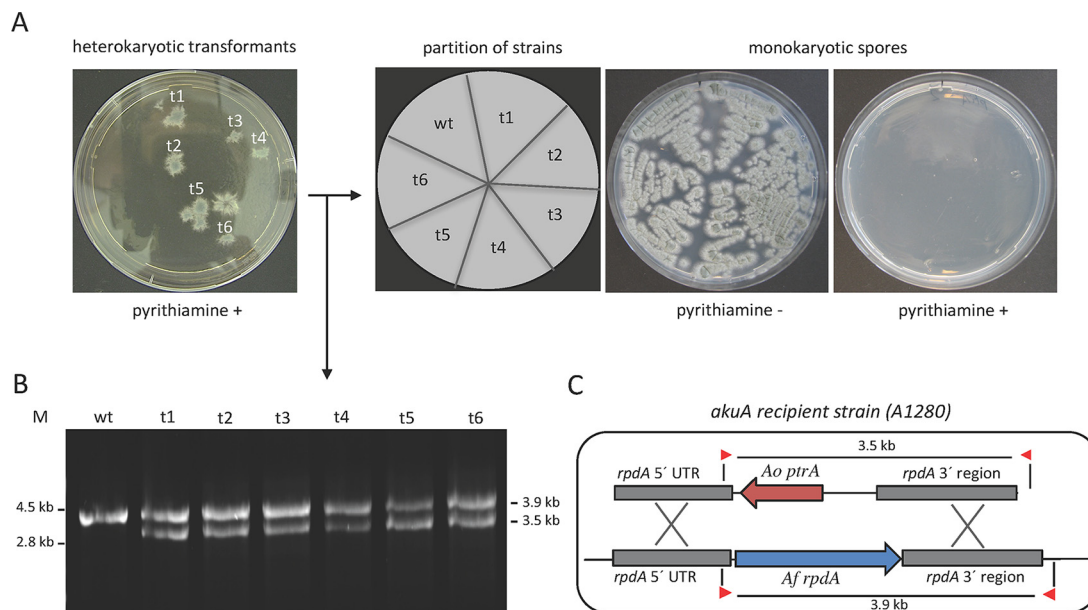 A
heterokaryotic transformants
partition of strains
monokaryotic spores
t1
t2
t3
t4
t5
t6
wt
t1
t2
t3
t4
t5
t6
pyrithiamine +
pyrithiamine -
pyrithiamine +
B
M
wt
t1
t2
t3
t4
t5
t6
4.5 kb
2.8 kb
3.9 kb
3.5 kb
C
akuA recipient strain (A1280)
3.5 kb
rpdA 5´ UTR
Ao ptrA
rpdA 3´ region
rpdA 5´ UTR
Af rpdA
rpdA 3´ region
3.9 kb